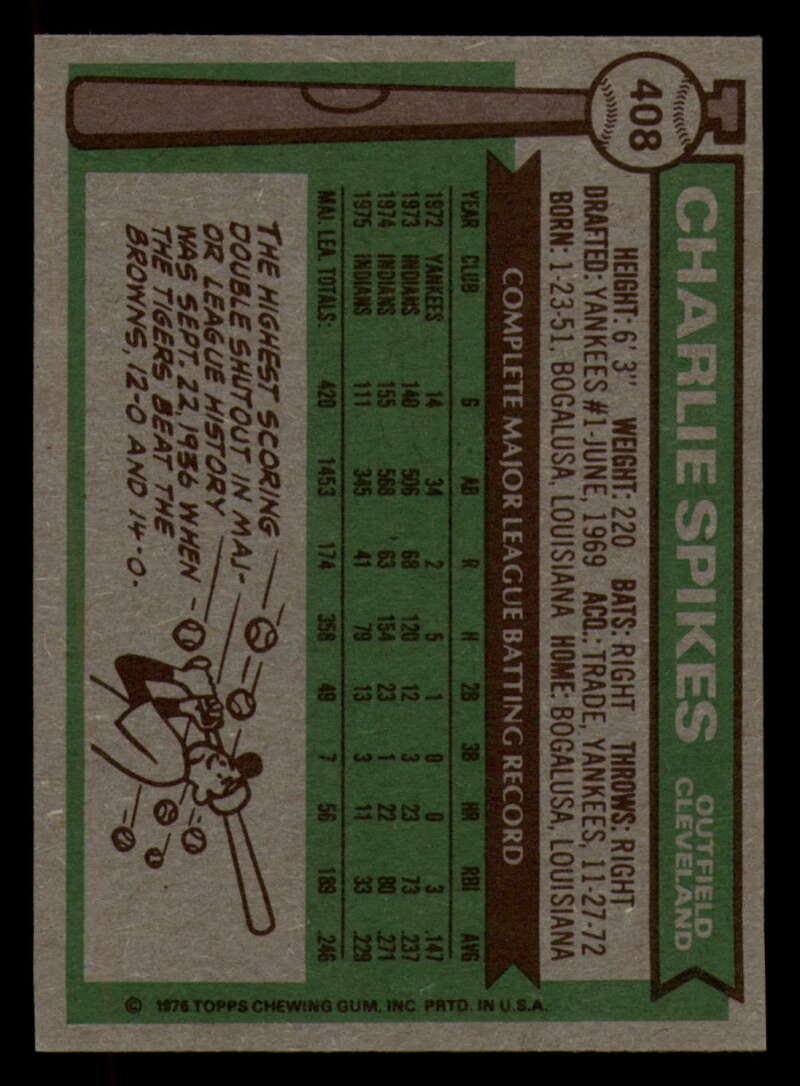 408
CHARLIE SPIKES
OUTFIELD
CLEVELAND
HEIGHT: 6'3" WEIGHT: 220 BATS: RIGHT THROWS: RIGHT
DRAFTED: YANKEES #1-JUNE, 1969 ACQ.: TRADE, YANKEES, 11-27-72
BORN: 1-23-51, BOGALUSA, LOUISIANA HOME: BOGALUSA, LOUISIANA
COMPLETE MAJOR LEAGUE BATTING RECORD
YEAR CLUB G AB R H 2B 3B HR RBI AVG
1972 YANKEES 14 34 2 5 1 0 0 3 .147
1973 INDIANS 140 506 68 120 12 3 23 73 .237
1974 INDIANS 155 568 63 154 23 1 22 80 .271
1975 INDIANS 111 345 41 79 13 3 11 33 .229
MAJ. LEA. TOTALS: 420 1453 174 358 49 7 56 189 .246
THE HIGHEST SCORING
DOUBLE SHUTOUT IN MAJ-
OR LEAGUE HISTORY
WAS SEPT. 22, 1936 WHEN
THE TIGERS BEAT THE
BROWNS, 12-0 AND 14-0.
© 1976 TOPPS CHEWING GUM, INC. PRTD. IN U.S.A.